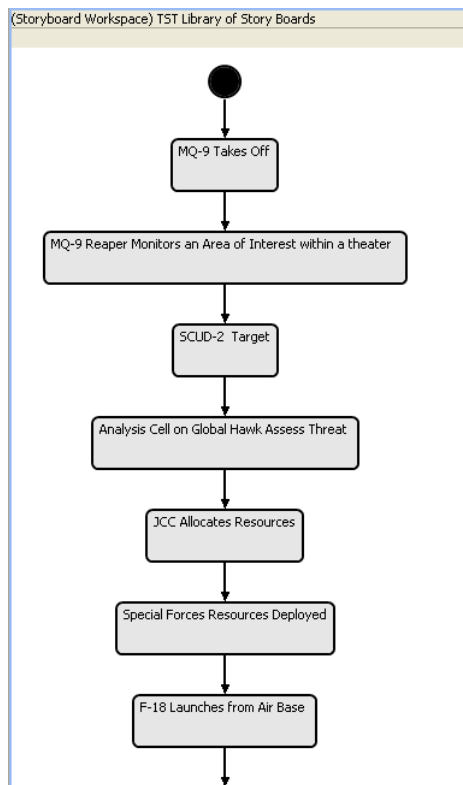 (Storyboard Workspace) TST Library of Story Boards
MQ-9 Takes Off
MQ-9 Reaper Monitors an Area of Interest within a theater
SCUD-2  Target
Analysis Cell on Global Hawk Assess Threat
JCC Allocates Resources
Special Forces Resources Deployed
F-18 Launches from Air Base